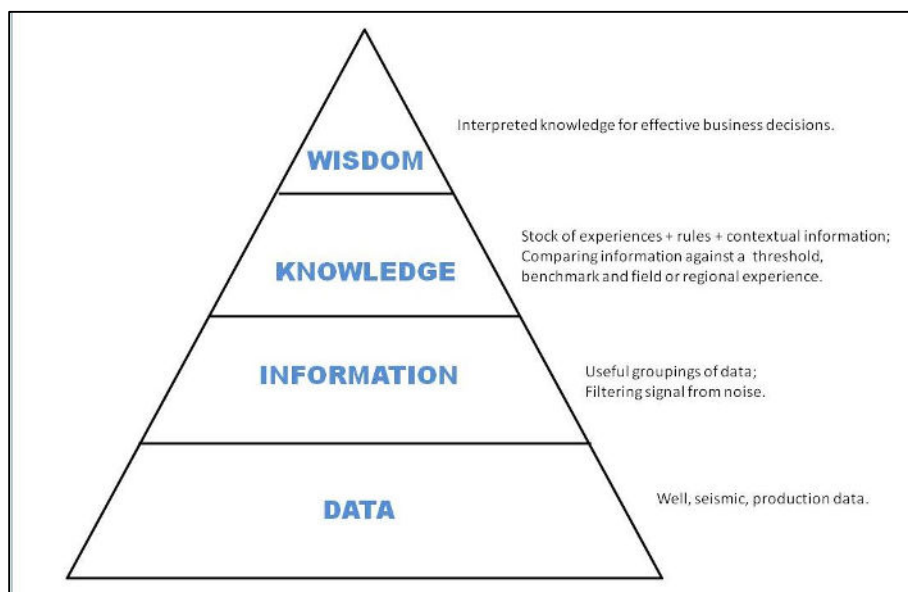 Interpreted knowledge for effective business decisions.
WISDOM
Stock of experiences + rules + contextual information;
Comparing information against a threshold,
benchmark and field or regional experience.
KNOWLEDGE
INFORMATION
Useful groupings of data;
Filtering signal from noise.
DATA
Well, seismic, production data.